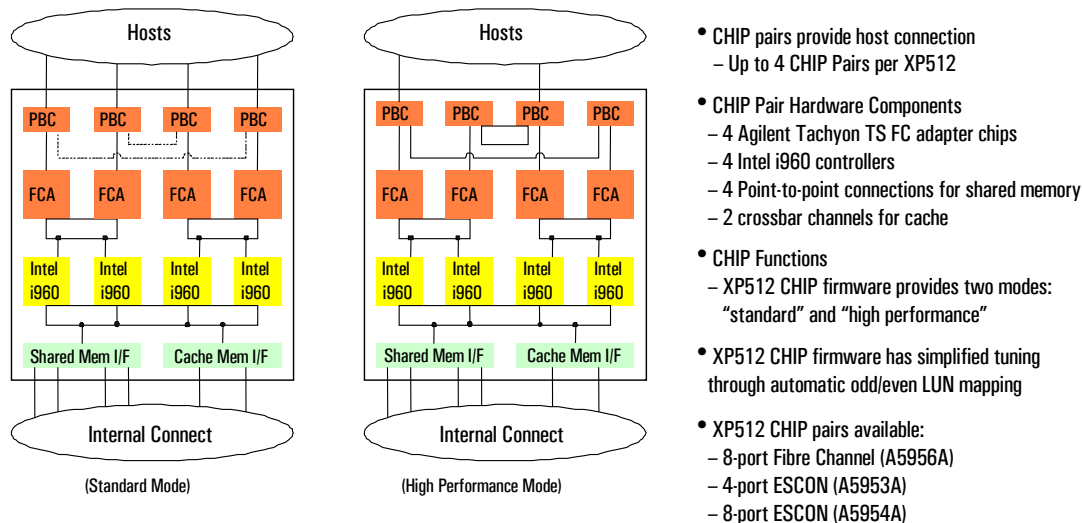 Hosts
PBC PBC PBC PBC
FCA FCA FCA FCA
Intel Intel Intel Intel
i960 i960 i960 i960
Shared Mem I/F Cache Mem I/F
Internal Connect
(Standard Mode)
Hosts
PBC PBC PBC PBC
FCA FCA FCA FCA
Intel Intel Intel Intel
i960 i960 i960 i960
Shared Mem I/F Cache Mem I/F
Internal Connect
(High Performance Mode)
• CHIP pairs provide host connection
– Up to 4 CHIP Pairs per XP512
• CHIP Pair Hardware Components
– 4 Agilent Tachyon TS FC adapter chips
– 4 Intel i960 controllers
– 4 Point-to-point connections for shared memory
– 2 crossbar channels for cache
• CHIP Functions
– XP512 CHIP firmware provides two modes:
“standard” and “high performance”
• XP512 CHIP firmware has simplified tuning
through automatic odd/even LUN mapping
• XP512 CHIP pairs available:
– 8-port Fibre Channel (A5956A)
– 4-port ESCON (A5953A)
– 8-port ESCON (A5954A)